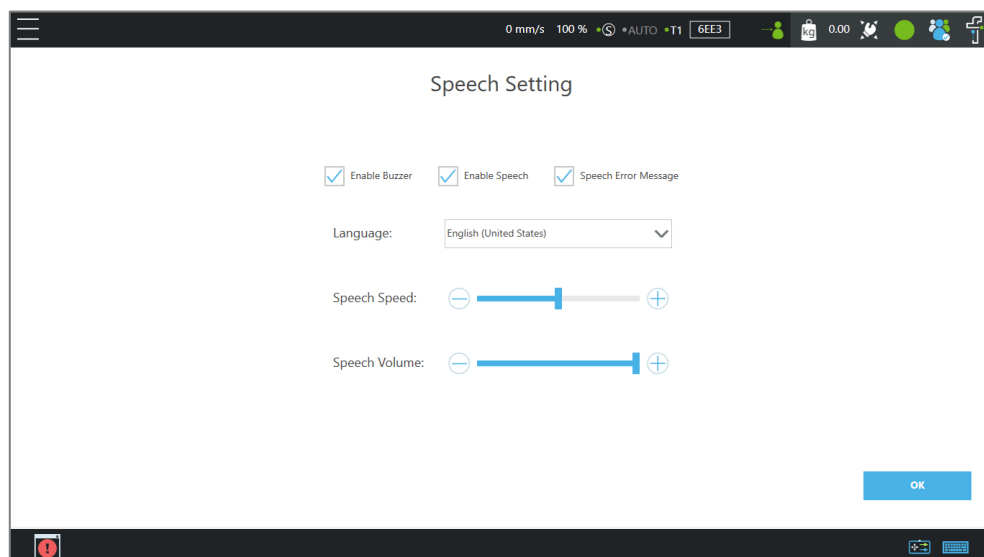 0 mm/s 100 % S AUTO T1 6EE3 kg 0.00
Speech Setting
Enable Buzzer Enable Speech Speech Error Message
Language: English (United States)
Speech Speed:
Speech Volume:
OK